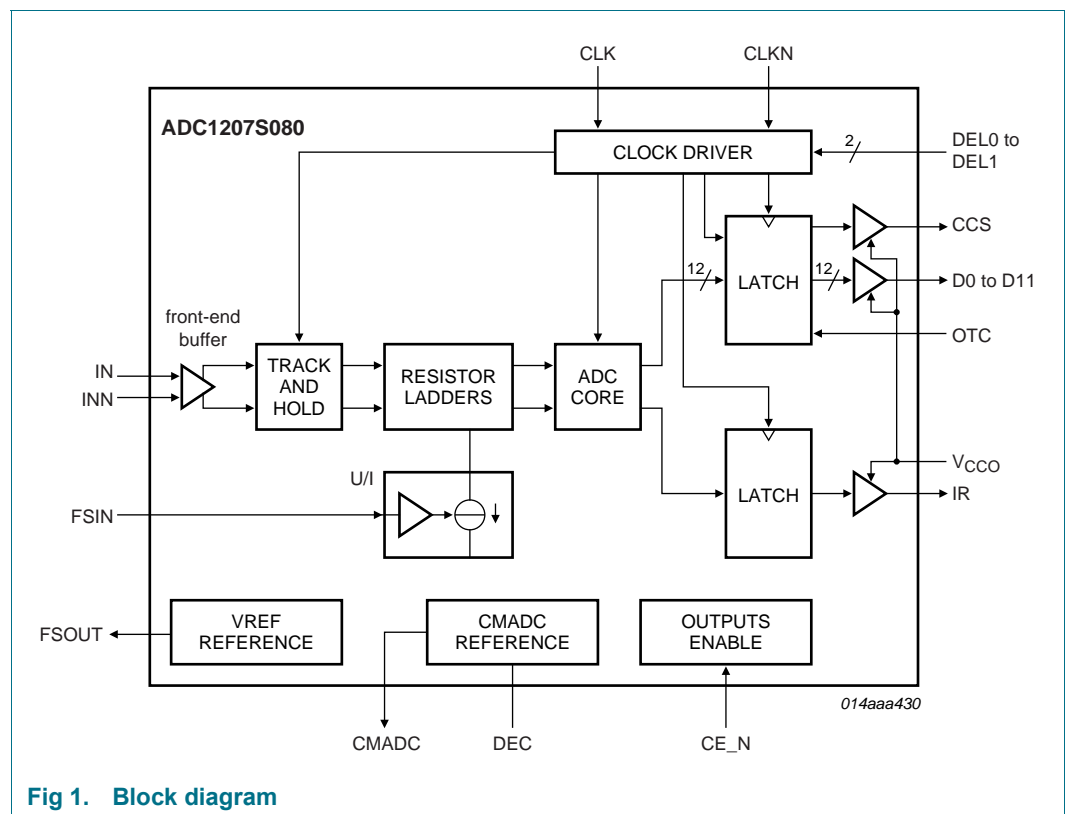 CLK
CLKN
ADC1207S080
CLOCK DRIVER
2
DEL0 to
DEL1
CCS
12
LATCH
12
D0 to D11
OTC
front-end
buffer
IN
INN
TRACK
AND
HOLD
RESISTOR
LADDERS
ADC
CORE
U/I
FSIN
LATCH
VCCO
IR
FSOUT
VREF
REFERENCE
CMADC
REFERENCE
OUTPUTS
ENABLE
014aaa430
CMADC
DEC
CE_N
Fig 1. Block diagram